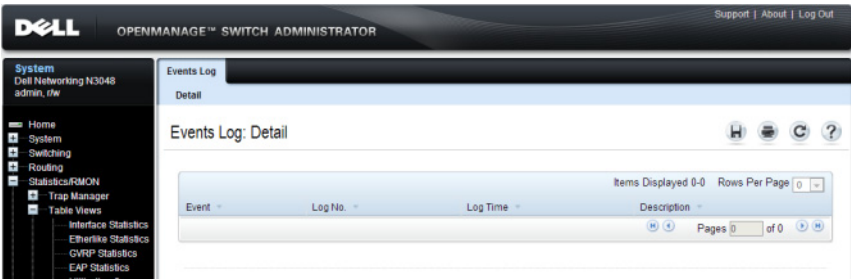 Support | About | Log Out
DELL
OPENMANAGE™ SWITCH ADMINISTRATOR
System
Dell Networking N3048
admin, r/w
Home
System
Switching
Routing
Statistics/RMON
Trap Manager
Table Views
Interface Statistics
Etherlike Statistics
GVRP Statistics
EAP Statistics
Events Log
Detail
Events Log: Detail
?
Items Displayed 0-0 Rows Per Page 0
Event Log No. Log Time Description
Pages 0 of 0